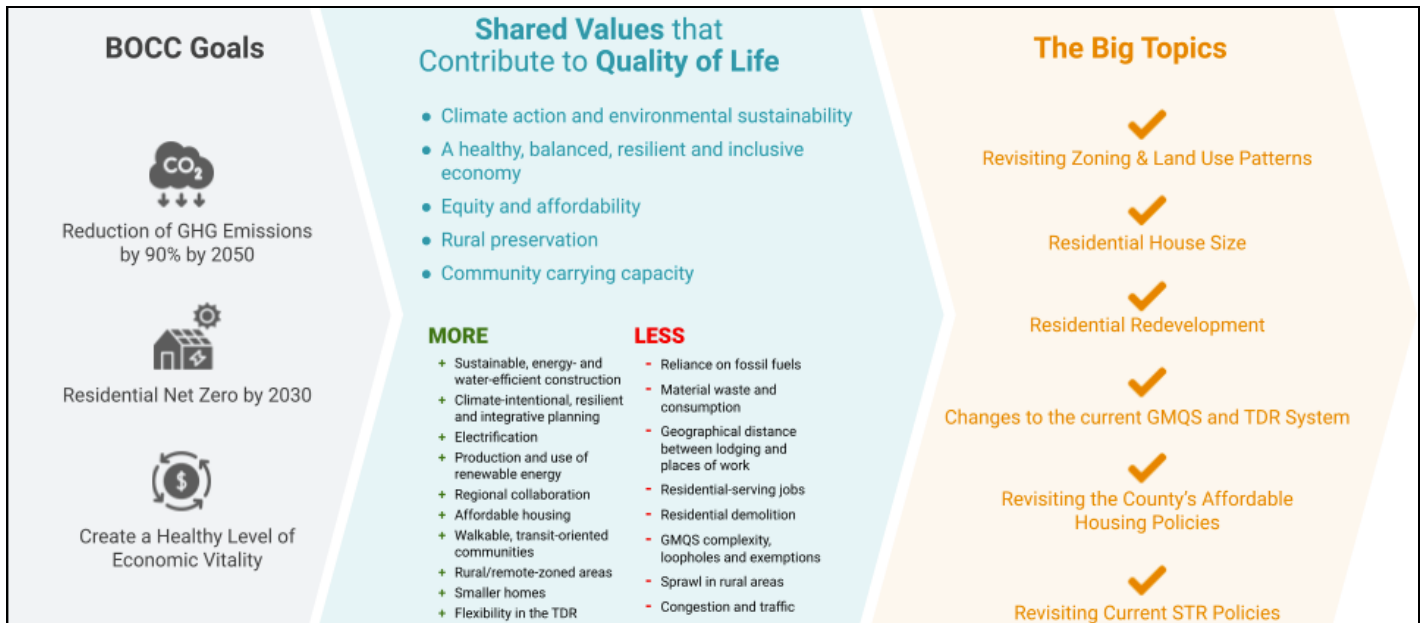 BOCC Goals
CO₂
Reduction of GHG Emissions
by 90% by 2050
Residential Net Zero by 2030
$
Create a Healthy Level of
Economic Vitality
Shared Values that
Contribute to Quality of Life
● Climate action and environmental sustainability
● A healthy, balanced, resilient and inclusive
economy
● Equity and affordability
● Rural preservation
● Community carrying capacity
MORE
+ Sustainable, energy- and
water-efficient construction
+ Climate-intentional, resilient
and integrative planning
+ Electrification
+ Production and use of
renewable energy
+ Regional collaboration
+ Affordable housing
+ Walkable, transit-oriented
communities
+ Rural/remote-zoned areas
+ Smaller homes
+ Flexibility in the TDR
LESS
- Reliance on fossil fuels
- Material waste and
consumption
- Geographical distance
between lodging and
places of work
- Residential-serving jobs
- Residential demolition
- GMQS complexity,
loopholes and exemptions
- Sprawl in rural areas
- Congestion and traffic
The Big Topics
Revisiting Zoning & Land Use Patterns
Residential House Size
Residential Redevelopment
Changes to the current GMQS and TDR System
Revisiting the County's Affordable
Housing Policies
Revisiting Current STR Policies